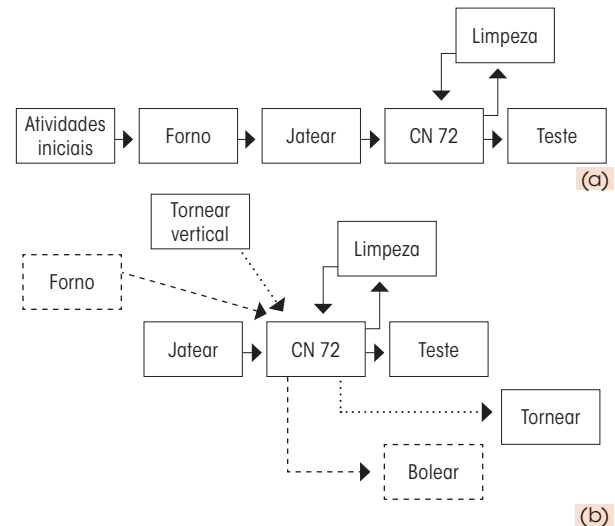 Limpeza
Atividades
iniciais
Forno
Jatear
CN 72
Teste
(a)
Tornear
vertical
Limpeza
Forno
Jatear
CN 72
Teste
Tornear
Bolear
(b)